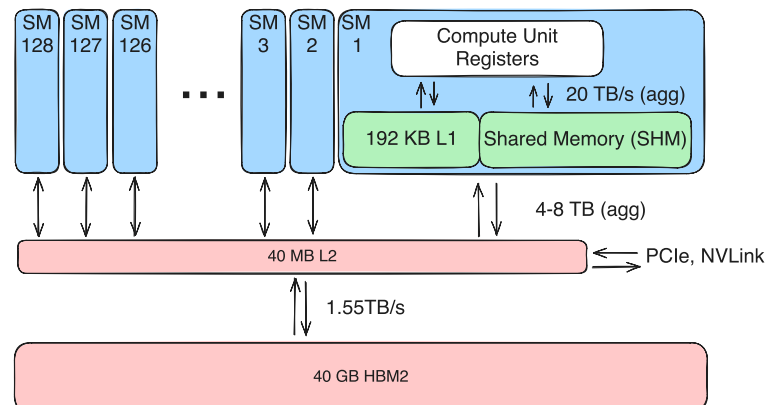 SM
128
SM
127
SM
126
...
SM
3
SM
2
SM
1
Compute Unit
Registers
20 TB/s (agg)
192 KB L1
Shared Memory (SHM)
4-8 TB (agg)
40 MB L2
PCIe, NVLink
1.55TB/s
40 GB HBM2